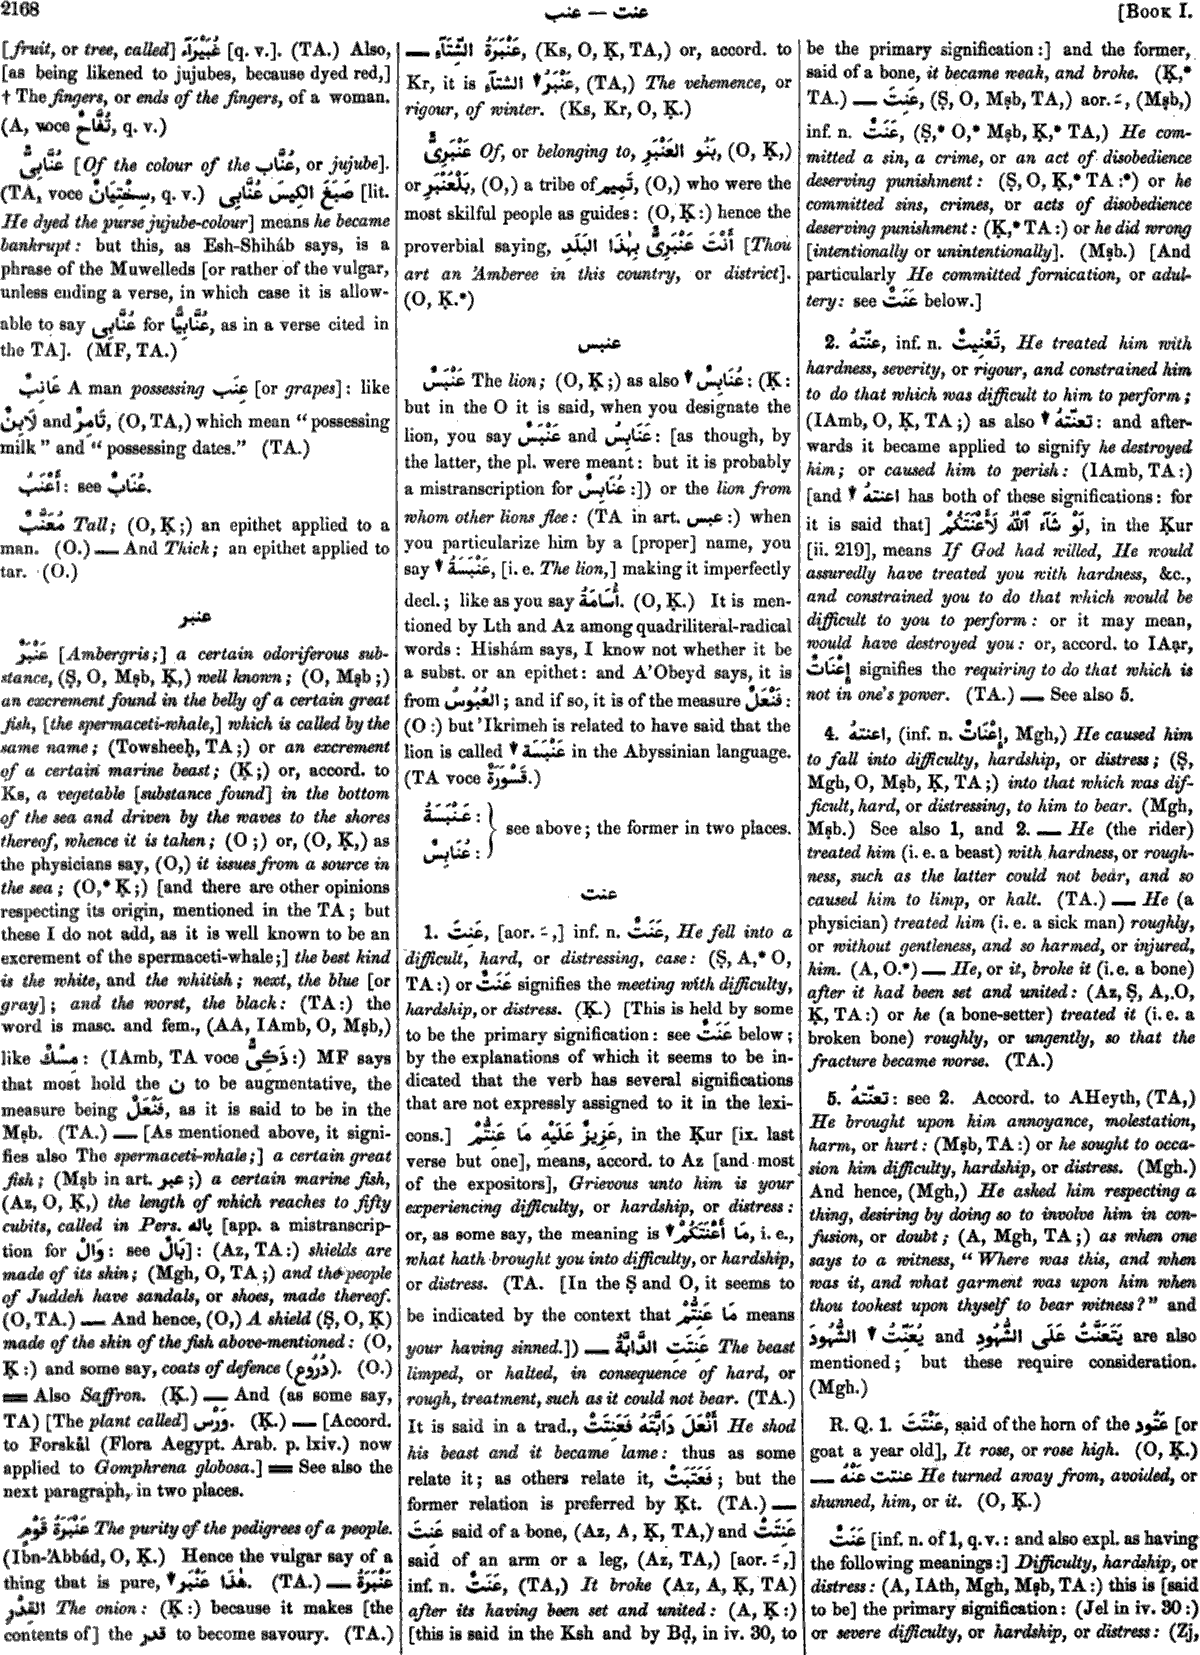 2168
عنب — عنت
[BOOK I.
[fruit, or tree, called] غُبَيْرَآء [q. v.]. (TA.) Also,
[as being likened to jujubes, because dyed red,]
† The fingers, or ends of the fingers, of a woman.
(A, voce تُفَّاحٌ, q. v.)
عُنَّابِىٌّ [Of the colour of the عُنَّاب, or jujube].
(TA, voce سِخْتِيَانٌ, q. v.) صَبَغَ الكِيسَ عُنَّابِى [lit.
He dyed the purse jujube-colour] means he became
bankrupt: but this, as Esh-Shiháb says, is a
phrase of the Muwelleds [or rather of the vulgar,
unless ending a verse, in which case it is allow-
able to say عُنَّابِى for عُنَّابِيًّا, as in a verse cited in
the TA]. (MF, TA.)
عَانِبٌ A man possessing عِنَب [or grapes]: like
لَابِنٌ and تَامِرٌ, (O, TA,) which mean “possessing
milk” and “possessing dates.” (TA.)
أَعْنَبُ: see عُنَابٌ.
مُعَنَّبٌ Tall; (O, Ḳ;) an epithet applied to a
man. (O.) — And Thick; an epithet applied to
tar. (O.)
عنبر
عَنْبَرٌ [Ambergris;] a certain odoriferous sub-
stance, (Ṣ, O, Mṣb, Ḳ,) well known; (O, Mṣb;)
an excrement found in the belly of a certain great
fish, [the spermaceti-whale,] which is called by the
same name; (Towsheeḥ, TA;) or an excrement
of a certain marine beast; (Ḳ;) or, accord. to
Ks, a vegetable [substance found] in the bottom
of the sea and driven by the waves to the shores
thereof, whence it is taken; (O;) or, (O, Ḳ,) as
the physicians say, (O,) it issues from a source in
the sea; (O,* Ḳ;) [and there are other opinions
respecting its origin, mentioned in the TA; but
these I do not add, as it is well known to be an
excrement of the spermaceti-whale;] the best kind
is the white, and the whitish; next, the blue [or
gray]; and the worst, the black: (TA:) the
word is masc. and fem., (AA, IAmb, O, Mṣb,)
like مِسْكٌ: (IAmb, TA voce ذَكِىٌّ:) MF says
that most hold the ن to be augmentative, the
measure being فَنْعَلٌ, as it is said to be in the
Mṣb. (TA.) — [As mentioned above, it signi-
fies also The spermaceti-whale;] a certain great
fish; (Mṣb in art. عبر;) a certain marine fish,
(Az, O, Ḳ,) the length of which reaches to fifty
cubits, called in Pers. باله [app. a mistranscrip-
tion for وَالْ: see بَالٌ]: (Az, TA:) shields are
made of its skin; (Mgh, O, TA;) and the people
of Juddeh have sandals, or shoes, made thereof.
(O, TA.) — And hence, (O,) A shield (Ṣ, O, Ḳ)
made of the skin of the fish above-mentioned: (O,
Ḳ:) and some say, coats of defence (دُرُوع). (O.)
══ Also Saffron. (Ḳ.) — And (as some say,
TA) [The plant called] وَرْس. (Ḳ.) — [Accord.
to Forskål (Flora Aegypt. Arab. p. lxiv.) now
applied to Gomphrena globosa.] ══ See also the
next paragraph, in two places.
عَنْبَرَةُ قَوْمٍ The purity of the pedigrees of a people.
(Ibn-'Abbád, O, Ḳ.) Hence the vulgar say of a
thing that is pure, ▼هٰذَا عَنْبَر. (TA.) — عَنْبَرَةُ
القِدْرِ The onion: (Ḳ:) because it makes [the
contents of] the قدر to become savoury. (TA.)
— عَنْبَرَةُ الشِّتَآءِ, (Ks, O, Ḳ, TA,) or, accord. to
Kr, it is ▼عَنْبَرُ الشتآء, (TA,) The vehemence, or
rigour, of winter. (Ks, Kr, O, Ḳ.)
عَنْبَرِىٌّ Of, or belonging to, بَنُو العَنْبَرِ, (O, Ḳ,)
or بَلْعَنْبَرِ, (O,) a tribe of تَمِيم, (O,) who were the
most skilful people as guides: (O, Ḳ:) hence the
proverbial saying, أَنْتَ عَنْبَرِىٌّ بِهٰذَا البَلَدِ [Thou
art an 'Amberee in this country, or district].
(O, Ḳ.*)
عنبس
عَنْبَسٌ The lion; (O, Ḳ;) as also ▼عُنَابِسٌ: (Ḳ:
but in the O it is said, when you designate the
lion, you say عَنْبَسٌ and عَنَابِسُ: [as though, by
the latter, the pl. were meant: but it is probably
a mistranscription for عُنَابِسٌ:]) or the lion from
whom other lions flee: (TA in art. عبس:) when
you particularize him by a [proper] name, you
say ▼عَنْبَسَةُ, [i. e. The lion,] making it imperfectly
decl.; like as you say أُسَامَةُ. (O, Ḳ.) It is men-
tioned by Lth and Az among quadriliteral-radical
words: Hishám says, I know not whether it be
a subst. or an epithet: and A'Obeyd says, it is
from العُبُوسُ; and if so, it is of the measure فَنْعَلٌ:
(O:) but 'Ikrimeh is related to have said that the
lion is called ▼عَنْبَسَة in the Abyssinian language.
(TA voce قَسْوَرَةٌ.)
عَنْبَسَةُ:
عُنَابِسٌ:
see above; the former in two places.
عنت
1. عَنِتَ, [aor. ـَ,] inf. n. عَنَتٌ, He fell into a
difficult, hard, or distressing, case: (Ṣ, A,* O,
TA:) or عَنَتٌ signifies the meeting with difficulty,
hardship, or distress. (Ḳ.) [This is held by some
to be the primary signification: see عَنَتٌ below;
by the explanations of which it seems to be in-
dicated that the verb has several significations
that are not expressly assigned to it in the lexi-
cons.] عَزِيزٌ عَلَيْهِ مَا عَنِتُّمْ, in the Ḳur [ix. last
verse but one], means, accord. to Az [and most
of the expositors], Grievous unto him is your
experiencing difficulty, or hardship, or distress:
or, as some say, the meaning is ▼مَا أَعْنَتَكُمْ, i. e.,
what hath brought you into difficulty, or hardship,
or distress. (TA. [In the Ṣ and O, it seems to
be indicated by the context that مَا عَنِتُّمْ means
your having sinned.]) — عَنِتَتِ الدَّابَّةُ The beast
limped, or halted, in consequence of hard, or
rough, treatment, such as it could not bear. (TA.)
It is said in a trad., أَنْعَلَ دَابَّتَهُ فَعَنِتَتْ He shod
his beast and it became lame: thus as some
relate it; as others relate it, فَعَتَبَتْ; but the
former relation is preferred by Ḳt. (TA.) —
عَنِتَ said of a bone, (Az, A, Ḳ, TA,) and عَنِتَتْ
said of an arm or a leg, (Az, TA,) [aor. ـَ,]
inf. n. عَنَتٌ, (TA,) It broke (Az, A, Ḳ, TA)
after its having been set and united: (A, Ḳ:)
[this is said in the Ksh and by Bḍ, in iv. 30, to
be the primary signification:] and the former,
said of a bone, it became weak, and broke. (Ḳ,*
TA.) — عَنِتَ, (Ṣ, O, Mṣb, TA,) aor. ـَ, (Mṣb,)
inf. n. عَنَتٌ, (Ṣ,* O,* Mṣb, Ḳ,* TA,) He com-
mitted a sin, a crime, or an act of disobedience
deserving punishment: (Ṣ, O, Ḳ,* TA:*) or he
committed sins, crimes, or acts of disobedience
deserving punishment: (Ḳ,* TA:) or he did wrong
[intentionally or unintentionally]. (Mṣb.) [And
particularly He committed fornication, or adul-
tery: see عَنَتٌ below.]
2. عنّتهُ, inf. n. تَعْنِيتٌ, He treated him with
hardness, severity, or rigour, and constrained him
to do that which was difficult to him to perform;
(IAmb, O, Ḳ, TA;) as also ▼تعنّتهُ: and after-
wards it became applied to signify he destroyed
him; or caused him to perish: (IAmb, TA:)
[and ▼اعنتهُ has both of these significations: for
it is said that] لَوْ شَآءَ ٱللّٰهُ لَأَعْنَتَكُمْ, in the Ḳur
[ii. 219], means If God had willed, He would
assuredly have treated you with hardness, &c.,
and constrained you to do that which would be
difficult to you to perform: or it may mean,
would have destroyed you: or, accord. to IAạr,
إِعْنَاتٌ signifies the requiring to do that which is
not in one's power. (TA.) — See also 5.
4. اعنتهُ, (inf. n. إِعْنَاتٌ, Mgh,) He caused him
to fall into difficulty, hardship, or distress; (Ṣ,
Mgh, O, Mṣb, Ḳ, TA;) into that which was dif-
ficult, hard, or distressing, to him to bear. (Mgh,
Mṣb.) See also 1, and 2. — He (the rider)
treated him (i. e. a beast) with hardness, or rough-
ness, such as the latter could not bear, and so
caused him to limp, or halt. (TA.) — He (a
physician) treated him (i. e. a sick man) roughly,
or without gentleness, and so harmed, or injured,
him. (A, O.*) — He, or it, broke it (i. e. a bone)
after it had been set and united: (Az, Ṣ, A, O,
Ḳ, TA:) or he (a bone-setter) treated it (i. e. a
broken bone) roughly, or ungently, so that the
fracture became worse. (TA.)
5. تعنّتهُ: see 2. Accord. to AHeyth, (TA,)
He brought upon him annoyance, molestation,
harm, or hurt: (Mṣb, TA:) or he sought to occa-
sion him difficulty, hardship, or distress. (Mgh.)
And hence, (Mgh,) He asked him respecting a
thing, desiring by doing so to involve him in con-
fusion, or doubt; (A, Mgh, TA;) as when one
says to a witness, “Where was this, and when
was it, and what garment was upon him when
thou tookest upon thyself to bear witness?” and
يَتَعَنَّتُ عَلَى الشُّهُودِ and ▼يُعَنِّتُ الشُّهُودَ are also
mentioned; but these require consideration.
(Mgh.)
R. Q. 1. عَنْتَتَ, said of the horn of the عَتُود [or
goat a year old], It rose, or rose high. (O, Ḳ.)
— عنتت عَنْهُ He turned away from, avoided, or
shunned, him, or it. (O, Ḳ.)
عَنَتٌ [inf. n. of 1, q. v.: and also expl. as having
the following meanings:] Difficulty, hardship, or
distress: (A, IAth, Mgh, Mṣb, TA:) this is [said
to be] the primary signification: (Jel in iv. 30:)
or severe difficulty, or hardship, or distress: (Zj,